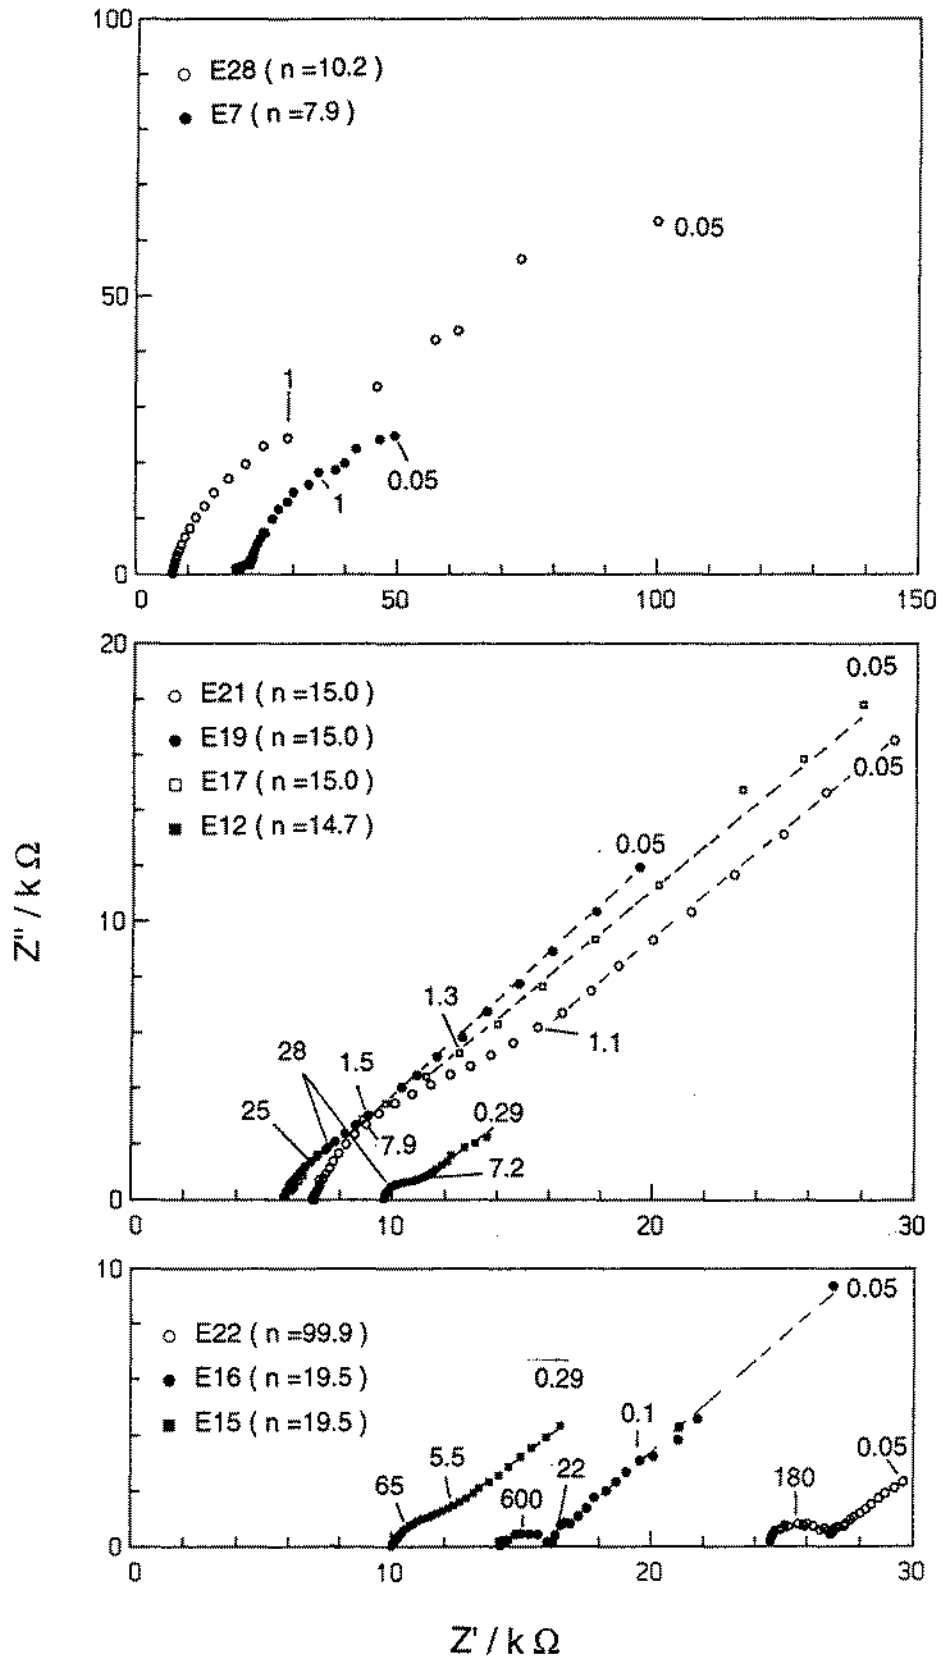 100
E28 ( n =10.2 )
E7 ( n =7.9 )
0.05
50
1
0.05
1
0
0 50 100 150
20
0.05
E21 ( n =15.0 )
E19 ( n =15.0 )
0.05
E17 ( n =15.0 )
E12 ( n =14.7 )
0.05
Z'' / k Ω
10
1.3
1.1
28
1.5
25
0.29
7.9
7.2
0
0 10 20 30
10
0.05
E22 ( n =99.9 )
E16 ( n =19.5 )
0.29
E15 ( n =19.5 )
0.1
0.05
5.5
22
180
65
600
0
0 10 20 30
Z' / k Ω